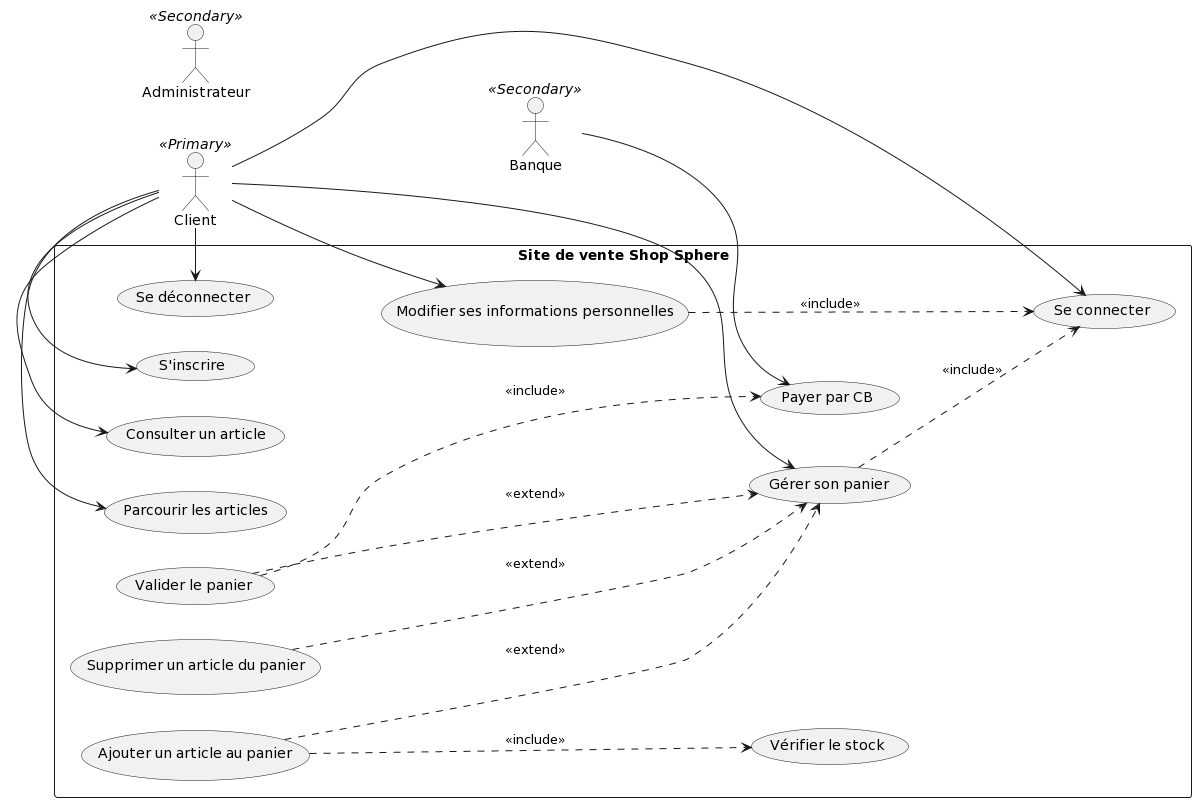 «Secondary»
Administrateur
«Secondary»
Banque
«Primary»
Client
Site de vente Shop Sphere
Se déconnecter
Modifier ses informations personnelles
«include»
Se connecter
S'inscrire
«include»
«include»
Payer par CB
Consulter un article
Gérer son panier
«extend»
Parcourir les articles
«extend»
Valider le panier
«extend»
Supprimer un article du panier
«include»
Vérifier le stock
Ajouter un article au panier